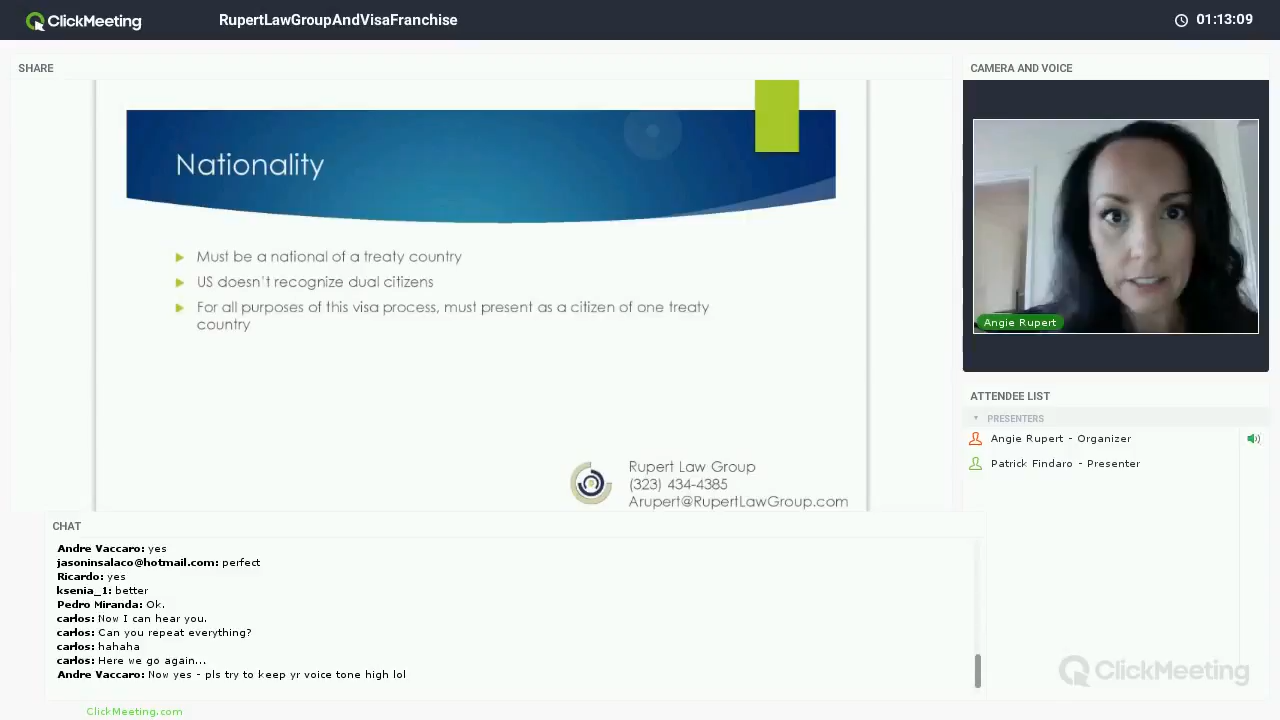 ClickMeeting
RupertLawGroupAndVisaFranchise
01:13:09
SHARE
Nationality
Must be a national of a treaty country
US doesn't recognize dual citizens
For all purposes of this visa process, must present as a citizen of one treaty
country
Rupert Law Group
(323) 434-4385
Arupert@RupertLawGroup.com
CAMERA AND VOICE
Angie Rupert
ATTENDEE LIST
PRESENTERS
Angie Rupert - Organizer
Patrick Findaro - Presenter
CHAT
Andre Vaccaro: yes
jasoninsalaco@hotmail.com: perfect
Ricardo: yes
ksenia_1: better
Pedro Miranda: Ok.
carlos: Now I can hear you.
carlos: Can you repeat everything?
carlos: hahaha
carlos: Here we go again...
Andre Vaccaro: Now yes - pls try to keep yr voice tone high lol
ClickMeeting
ClickMeeting.com